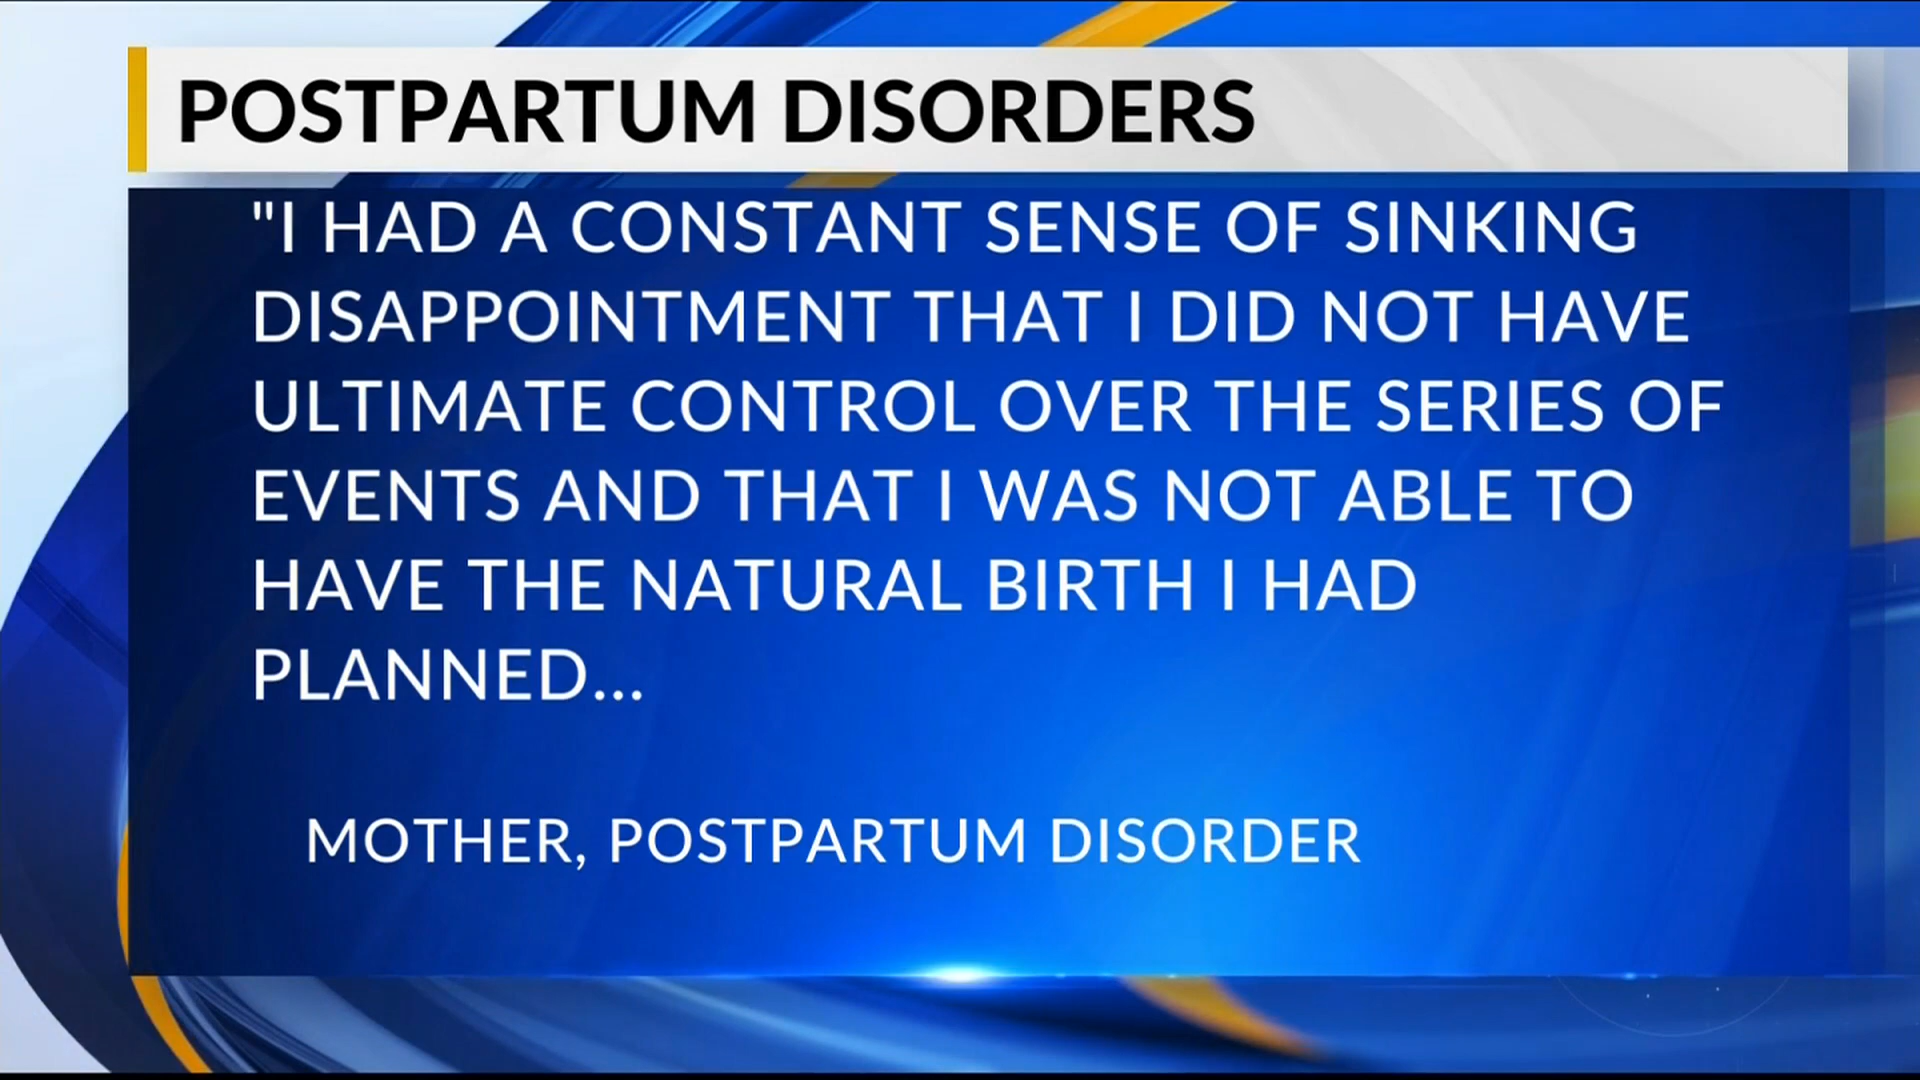 POSTPARTUM DISORDERS
"I HAD A CONSTANT SENSE OF SINKING
DISAPPOINTMENT THAT I DID NOT HAVE
ULTIMATE CONTROL OVER THE SERIES OF
EVENTS AND THAT I WAS NOT ABLE TO
HAVE THE NATURAL BIRTH I HAD
PLANNED...
MOTHER, POSTPARTUM DISORDER